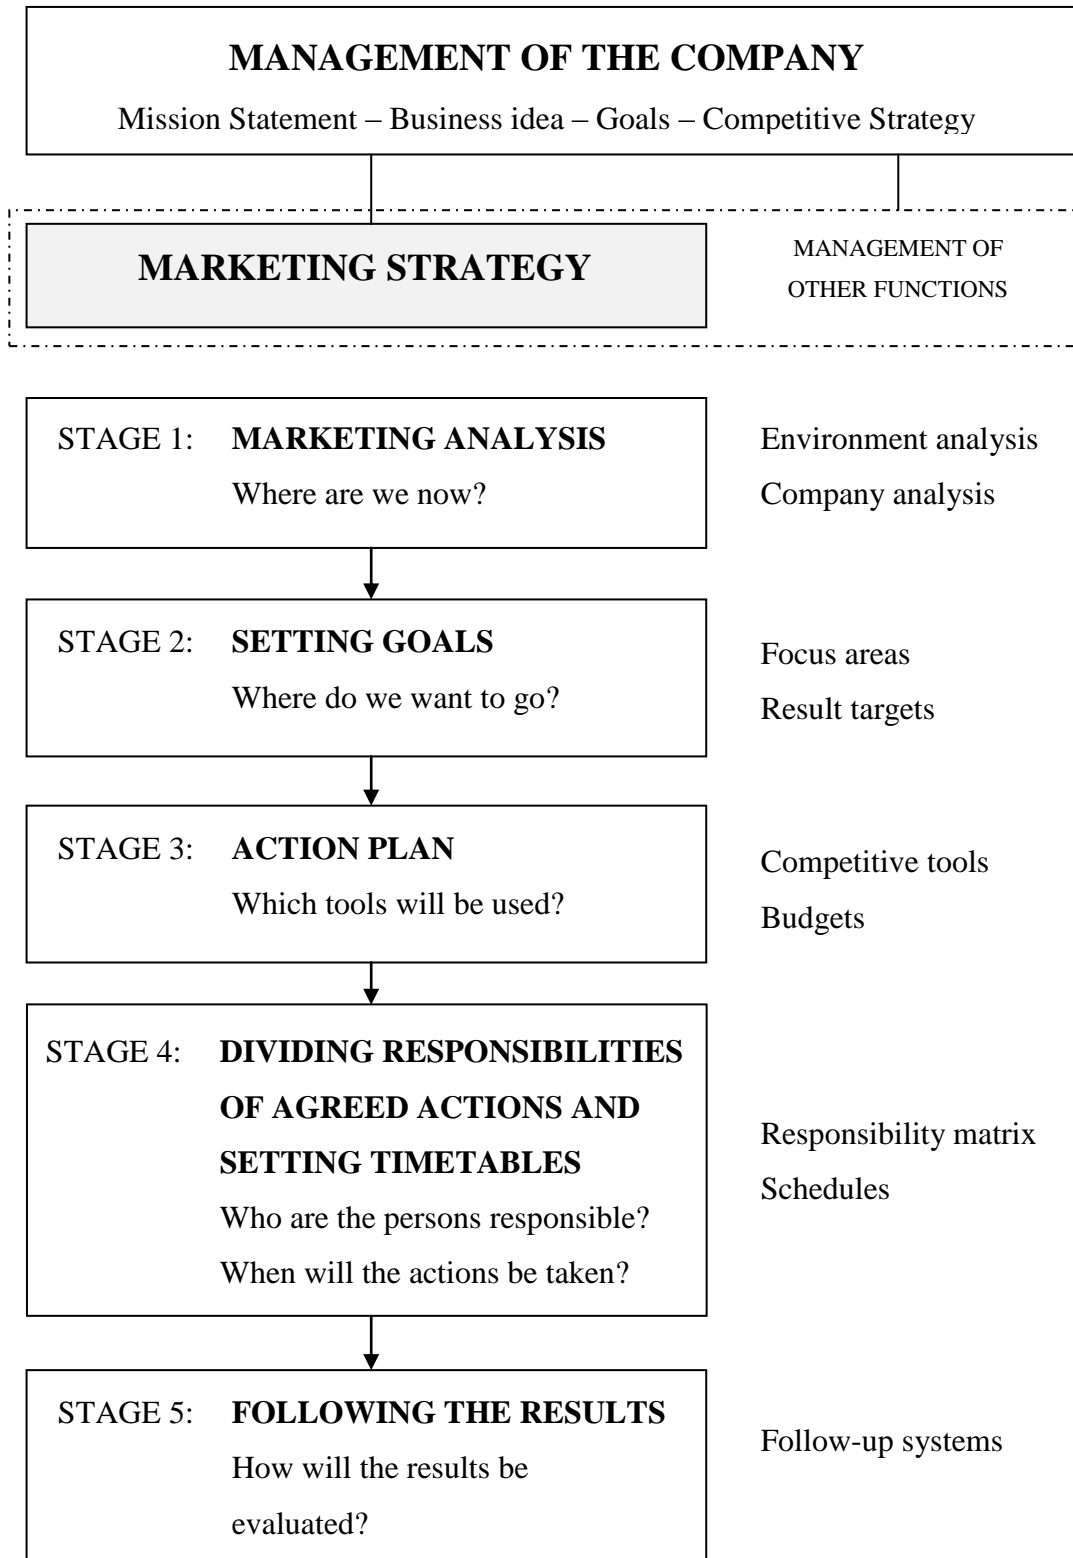 MANAGEMENT OF THE COMPANY
Mission Statement – Business idea – Goals – Competitive Strategy
MARKETING STRATEGY
MANAGEMENT OF
OTHER FUNCTIONS
STAGE 1: MARKETING ANALYSIS
Where are we now?
Environment analysis
Company analysis
STAGE 2: SETTING GOALS
Where do we want to go?
Focus areas
Result targets
STAGE 3: ACTION PLAN
Which tools will be used?
Competitive tools
Budgets
STAGE 4: DIVIDING RESPONSIBILITIES
OF AGREED ACTIONS AND
SETTING TIMETABLES
Who are the persons responsible?
When will the actions be taken?
Responsibility matrix
Schedules
STAGE 5: FOLLOWING THE RESULTS
How will the results be
evaluated?
Follow-up systems